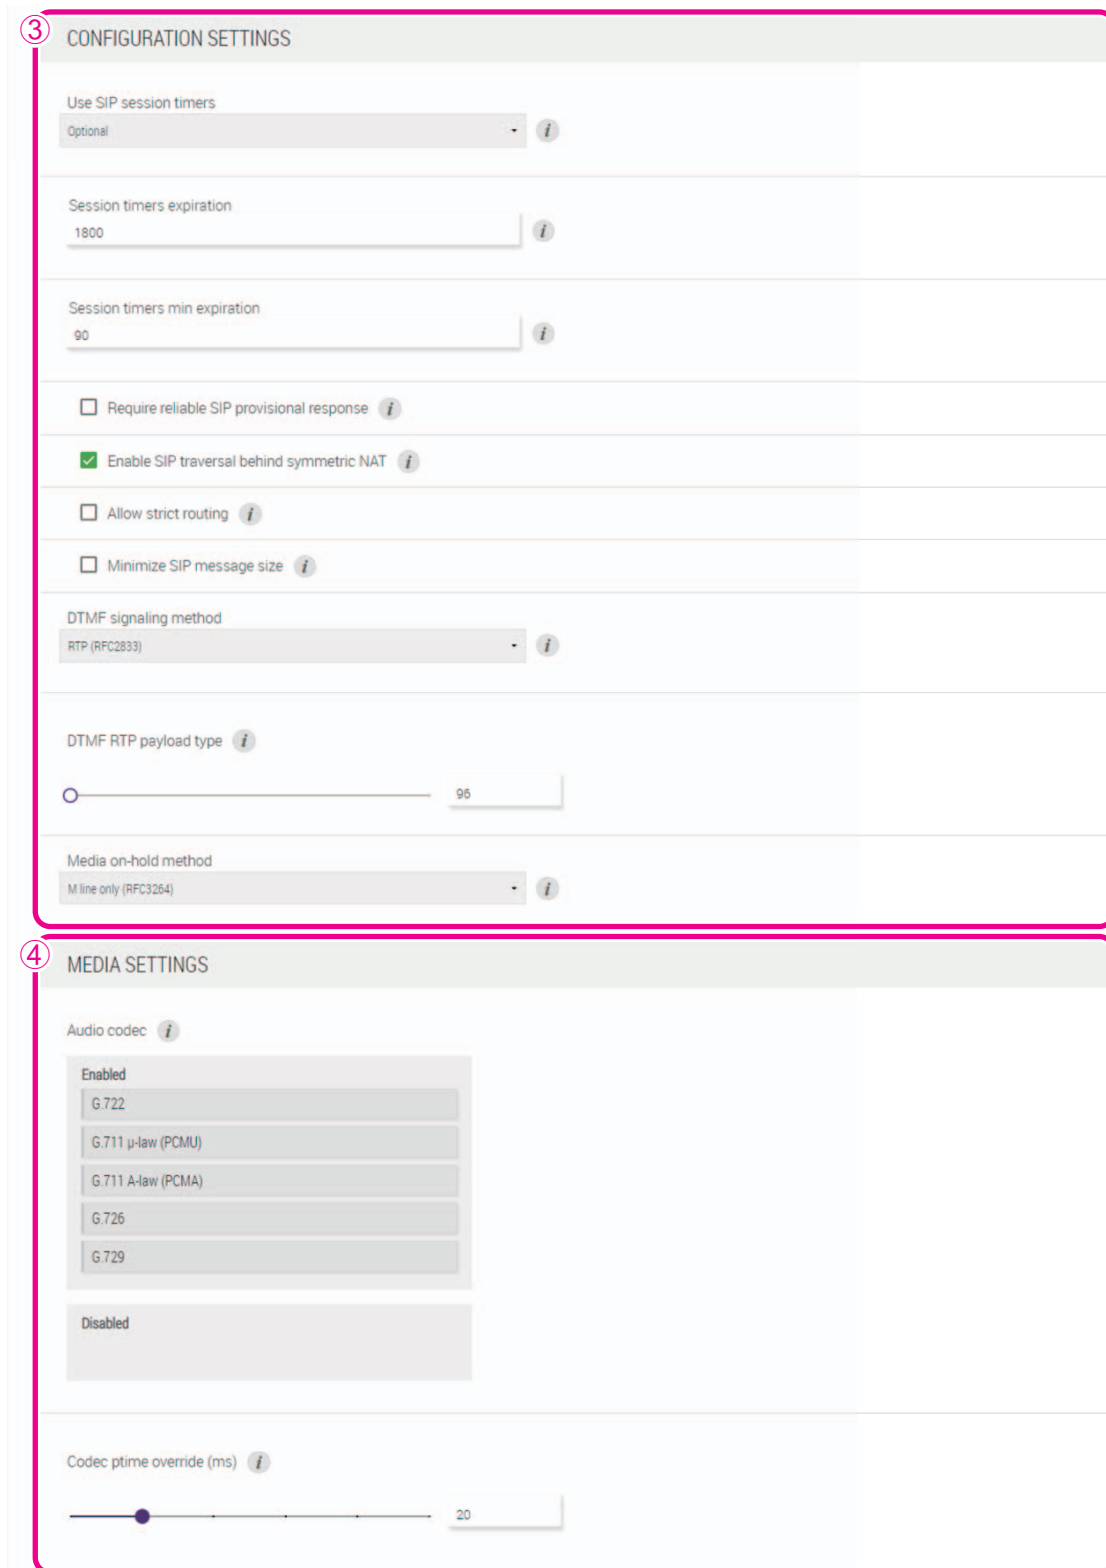 ③
CONFIGURATION SETTINGS
Use SIP session timers
Optional
i
Session timers expiration
1800
i
Session timers min expiration
90
i
Require reliable SIP provisional response i
Enable SIP traversal behind symmetric NAT i
Allow strict routing i
Minimize SIP message size i
DTMF signaling method
RTP (RFC2833)
i
DTMF RTP payload type i
96
Media on-hold method
M line only (RFC3264)
i
④
MEDIA SETTINGS
Audio codec i
Enabled
G.722
G.711 μ-law (PCMU)
G.711 A-law (PCMA)
G.726
G.729
Disabled
Codec ptime override (ms) i
20